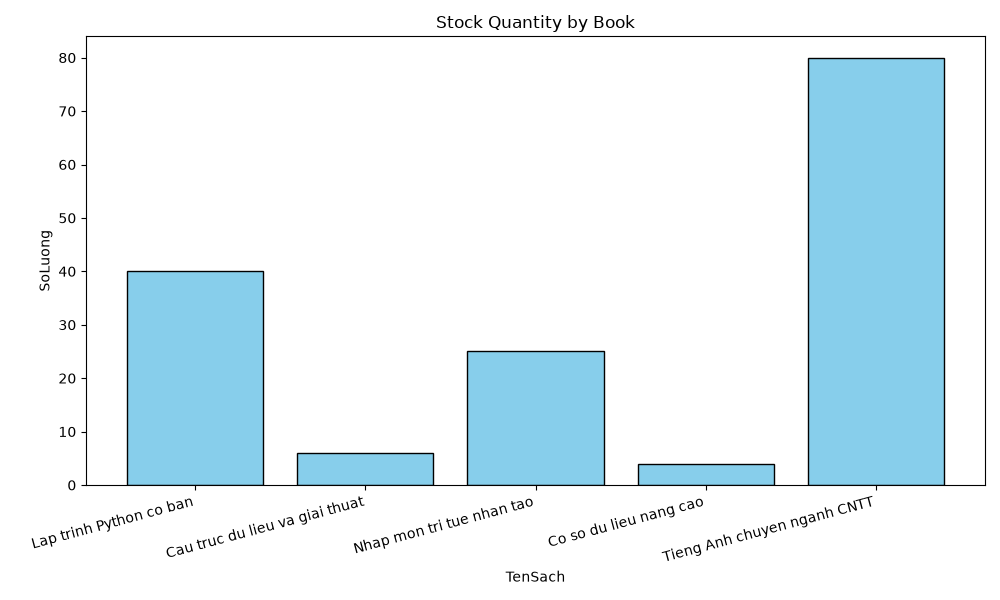 Stock Quantity by Book
SoLuong
80
70
60
50
40
30
20
10
0
Lap trinh Python co ban
Cau truc du lieu va giai thuat
Nhap mon tri tue nhan tao
Co so du lieu nang cao
Tieng Anh chuyen nganh CNTT
TenSach